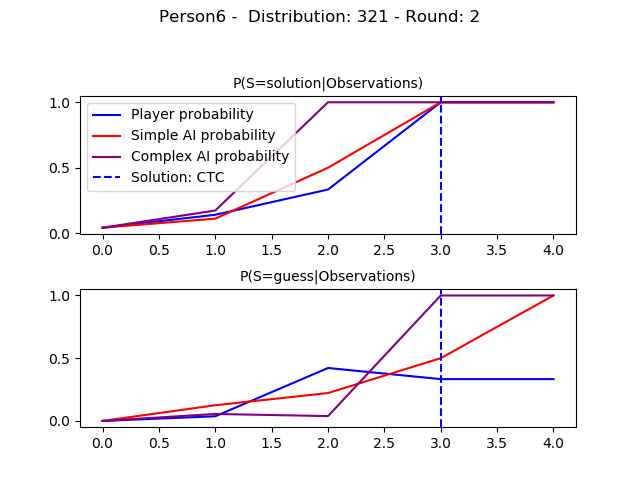 Person6 -  Distribution: 321 - Round: 2
P(S=solution|Observations)
1.0
0.5
0.0
Player probability
Simple AI probability
Complex AI probability
Solution: CTC
0.0 0.5 1.0 1.5 2.0 2.5 3.0 3.5 4.0
P(S=guess|Observations)
1.0
0.5
0.0
0.0 0.5 1.0 1.5 2.0 2.5 3.0 3.5 4.0